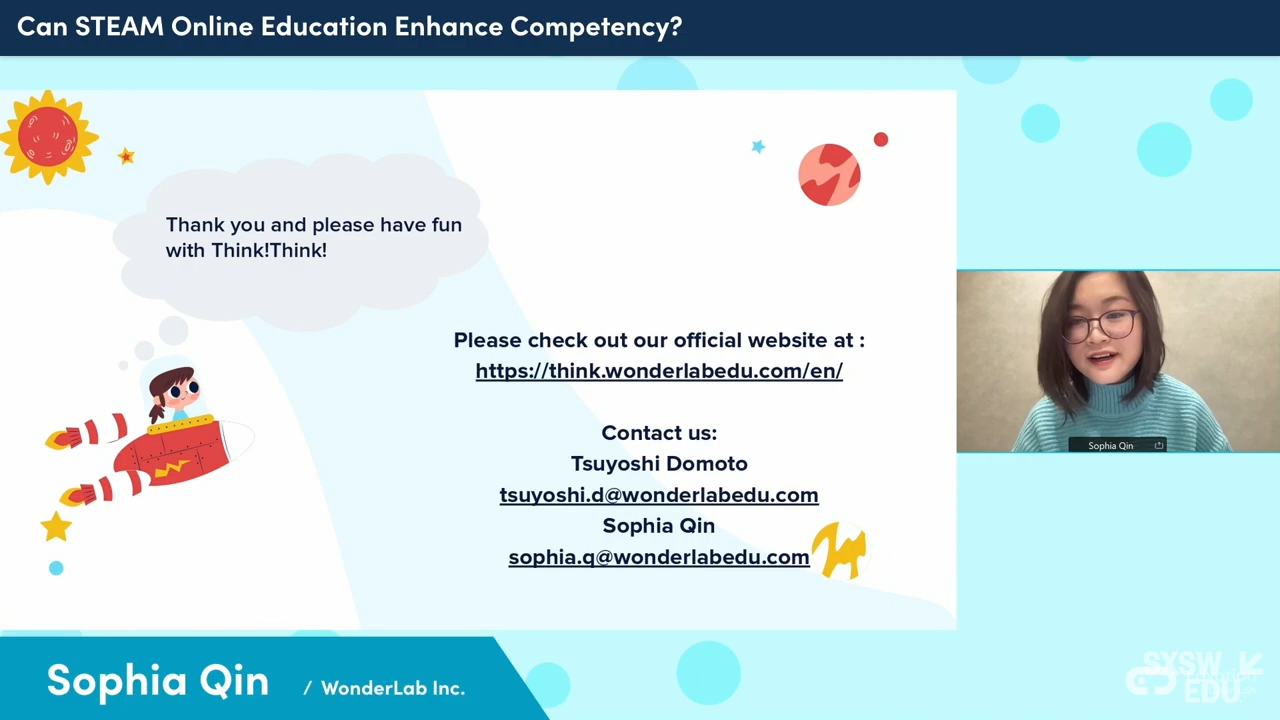 Can STEAM Online Education Enhance Competency?
Thank you and please have fun
with Think!Think!
Please check out our official website at :
https://think.wonderlabedu.com/en/
Contact us:
Tsuyoshi Domoto
tsuyoshi.d@wonderlabedu.com
Sophia Qin
sophia.q@wonderlabedu.com
Sophia Qin
Sophia Qin / WonderLab Inc.
SXSW
EDU